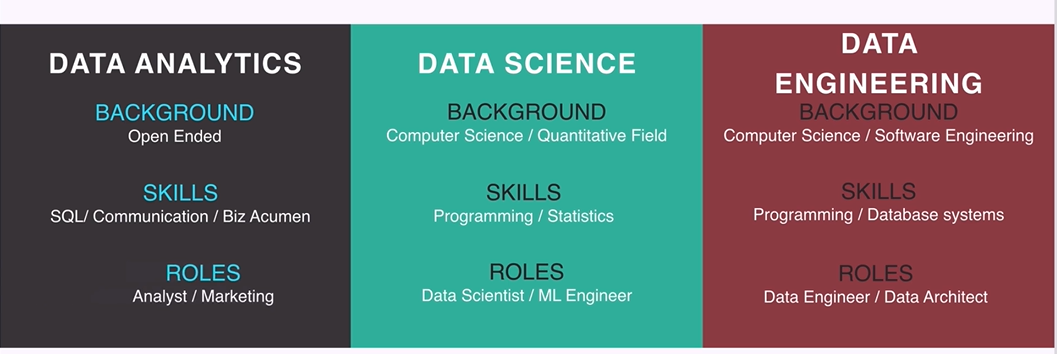 DATA ANALYTICS
BACKGROUND
Open Ended
SKILLS
SQL/ Communication / Biz Acumen
ROLES
Analyst / Marketing
DATA SCIENCE
BACKGROUND
Computer Science / Quantitative Field
SKILLS
Programming / Statistics
ROLES
Data Scientist / ML Engineer
DATA
ENGINEERING
BACKGROUND
Computer Science / Software Engineering
SKILLS
Programming / Database systems
ROLES
Data Engineer / Data Architect